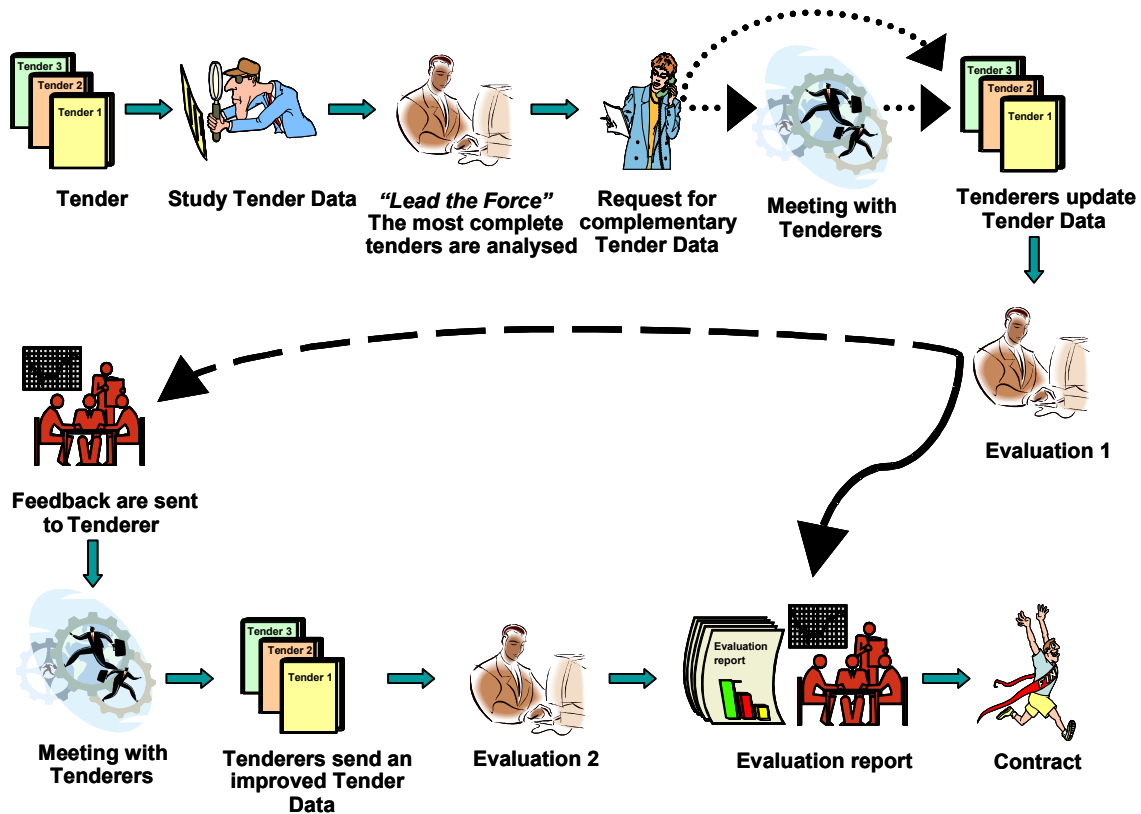 Tender 3
Tender 2
Tender 1
Tender
Study Tender Data
“Lead the Force”
The most complete
tenders are analysed
Request for
complementary
Tender Data
Meeting with
Tenderers
Tender 3
Tender 2
Tender 1
Tenderers update
Tender Data
Evaluation 1
Feedback are sent
to Tenderer
Meeting with
Tenderers
Tender 3
Tender 2
Tender 1
Tenderers send an
improved Tender
Data
Evaluation 2
Evaluation
report
Evaluation report
Contract